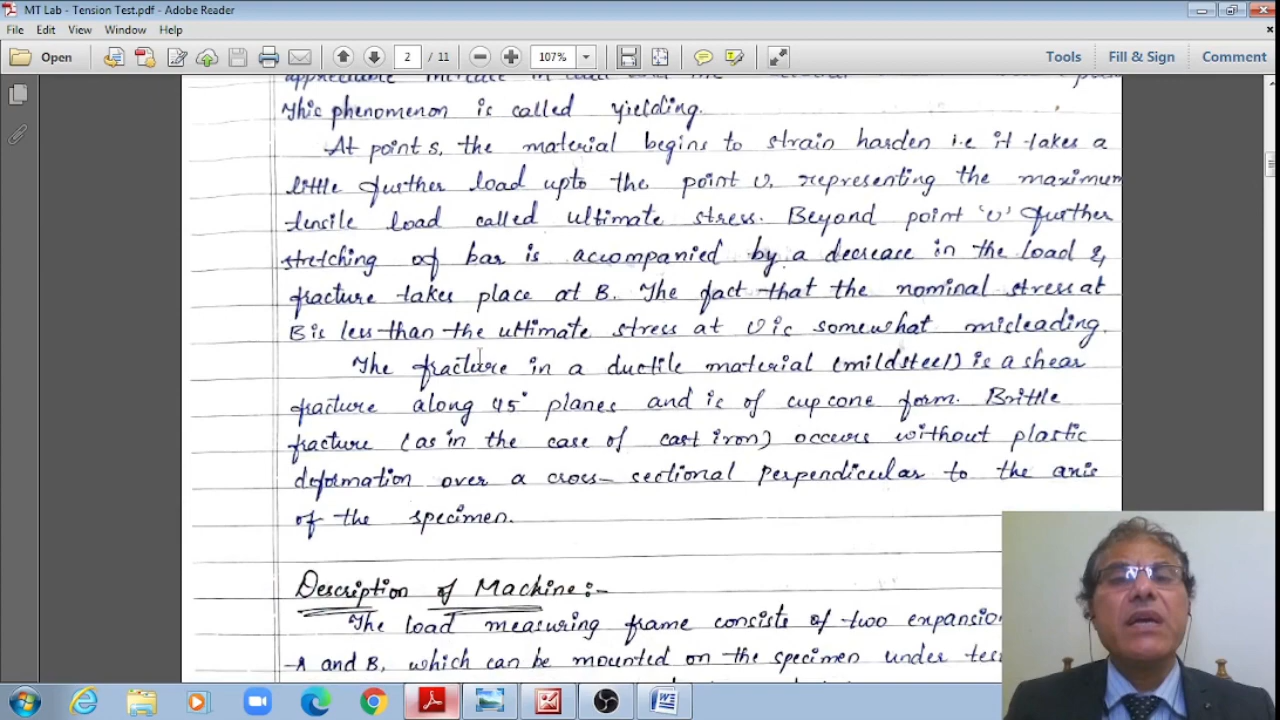 MT Lab - Tension Test.pdf - Adobe Reader
File Edit View Window Help
Open 2 / 11 107% Tools Fill & Sign Comment
This phenomenon is called yielding.
At point s, the material begins to strain harden i.e it takes a
little further load upto the point U, representing the maximum
tensile load called ultimate stress. Beyond point 'U' further
stretching of bar is accompanied by a decrease in the load &
fracture takes place at B. The fact that the nominal stress at
B is less than the ultimate stress at U is somewhat misleading.
The fracture in a ductile material (mild steel) is a shear
fracture along 45° planes and is of cup cone form. Brittle
fracture (as in the case of cast iron) occurs without plastic
deformation over a cross-sectional perpendicular to the axis
of the specimen.
Description of Machine:-
The load measuring frame consists of two expansio
A and B, which can be mounted on the specimen under tes